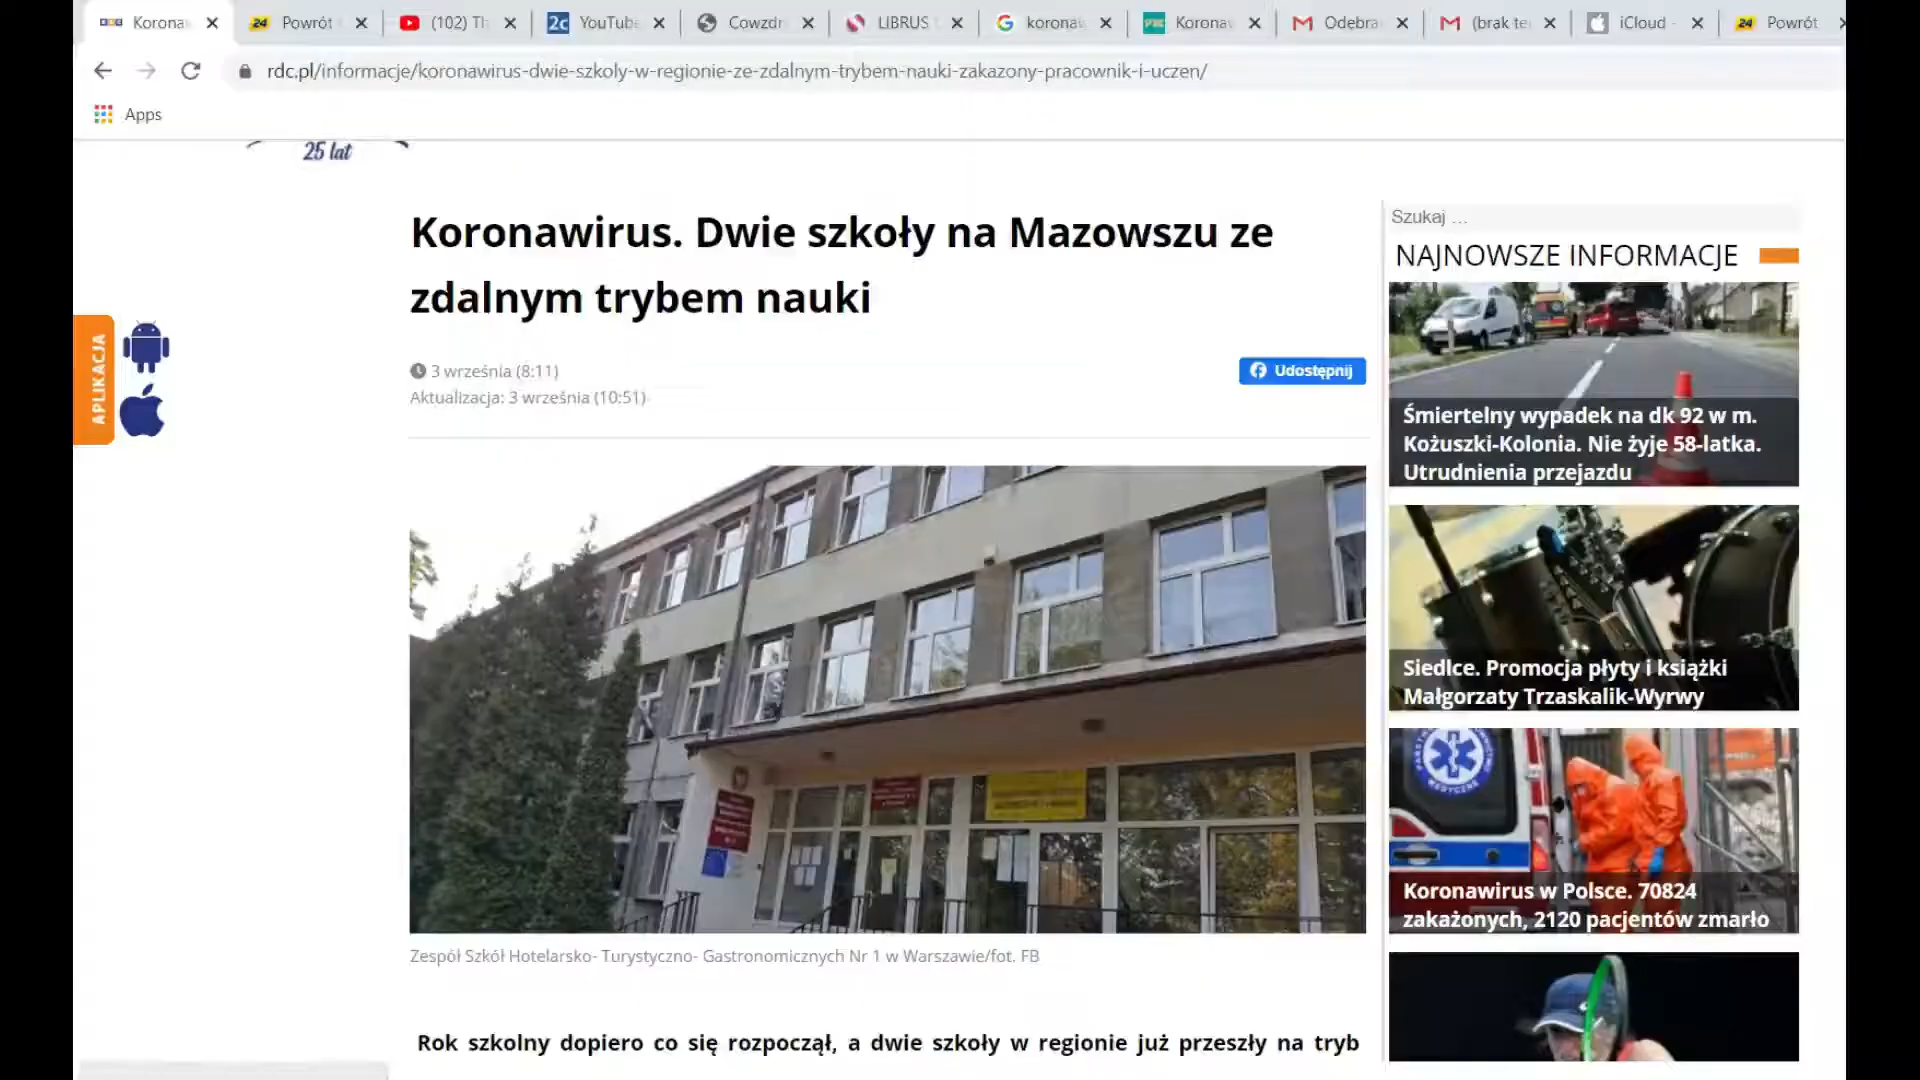 Korona
Powrót
(102) Th
2c
YouTube
Cowzdr
LIBRUS
korona
Korona
Odebra
(brak te
iCloud -
Powrót
rdc.pl/informacje/koronawirus-dwie-szkoly-w-regionie-ze-zdalnym-trybem-nauki-zakazony-pracownik-i-uczen/
Apps
25 lat
APLIKACJA
Koronawirus. Dwie szkoły na Mazowszu ze
zdalnym trybem nauki
3 września (8:11)
Aktualizacja: 3 września (10:51)
Udostępnij
Zespół Szkół Hotelarsko- Turystyczno- Gastronomicznych Nr 1 w Warszawie/fot. FB
Rok szkolny dopiero co się rozpoczął, a dwie szkoły w regionie już przeszły na tryb
Szukaj ...
NAJNOWSZE INFORMACJE
Śmiertelny wypadek na dk 92 w m.
Kożuszki-Kolonia. Nie żyje 58-latka.
Utrudnienia przejazdu
Siedlce. Promocja płyty i książki
Małgorzaty Trzaskalik-Wyrwy
Koronawirus w Polsce. 70824
zakażonych, 2120 pacjentów zmarło